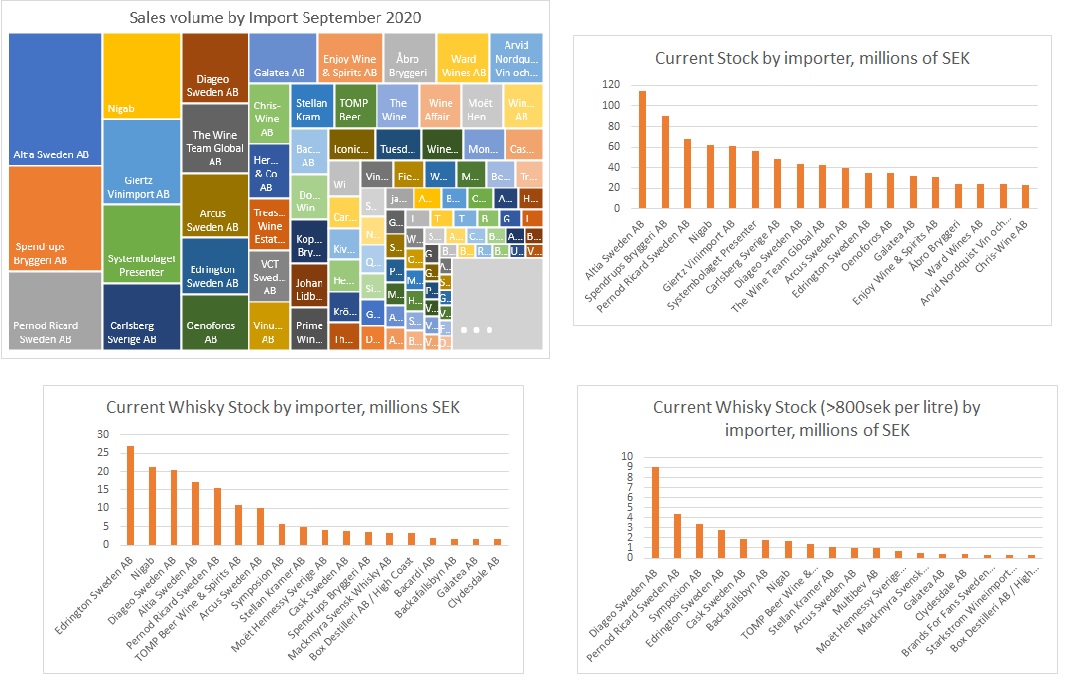 Sales volume by Import September 2020
Altia Sweden AB
Spendrups
Bryggeri AB
Pernod Ricard
Sweden AB
Nigab
Giertz
Vinimport AB
Systembolaget
Presenter
Carlsberg
Sverige AB
Diageo
Sweden AB
The Wine
Team Global
AB
Arcus
Sweden AB
Edrington
Sweden AB
Oenoforos
AB
Galatea AB
Enjoy Wine
& Spirits AB
Åbro
Bryggeri
Ward
Wines AB
Arvid
Nordqu...
Vin och...
Chris-
Wine
AB
Her...
& Co
AB
Treas...
Wine
Estat...
VCT
Swed...
AB
Vinu...
Stellan
Kram...
TOMP
Beer...
The
Wine...
Wine
Affair...
Moët
Hen...
Win...
AB
Bac...
AB
Do...
Win...
Kop...
Bry...
Johan
Lidb...
Prime
Win...
Iconic...
Tuesd...
Wine...
Mon...
Cas...
Wi...
Car...
Kiv...
He...
Krö...
Th...
Vin...
Fic...
W...
M...
Be...
Tr...
S...
N...
Q...
Si...
G...
D...
ja...
A...
B...
C...
A...
H...
Current Stock by importer, millions of SEK
120
100
80
60
40
20
0
Altia Sweden AB
Spendrups Bryggeri AB
Pernod Ricard Sweden AB
Nigab
Giertz Vinimport AB
Systembolaget Presenter
Carlsberg Sverige AB
Diageo Sweden AB
The Wine Team Global AB
Arcus Sweden AB
Edrington Sweden AB
Oenoforos AB
Galatea AB
Enjoy Wine & Spirits AB
Åbro Bryggeri
Ward Wines AB
Arvid Nordquist Vin och...
Chris-Wine AB
Current Whisky Stock by importer, millions SEK
30
25
20
15
10
5
0
Edrington Sweden AB
Nigab
Diageo Sweden AB
Altia Sweden AB
Pernod Ricard Sweden AB
TOMP Beer Wine & Spirits AB
Arcus Sweden AB
Symposion AB
Stellan Kramer AB
Moët Hennessy Sverige AB
Cask Sweden AB
Spendrups Bryggeri AB
Mackmyra Svensk Whisky AB
Box Destilleri AB / High Coast
Bacardi AB
Backafallsbyn AB
Galatea AB
Clydesdale AB
Current Whisky Stock (>800sek per litre) by
importer, millions of SEK
10
9
8
7
6
5
4
3
2
1
0
Diageo Sweden AB
Pernod Ricard Sweden AB
Symposion AB
Edrington Sweden AB
Cask Sweden AB
Backafallsbyn AB
Nigab
TOMP Beer Wine &...
Stellan Kramer AB
Arcus Sweden AB
Multibev AB
Moët Hennessy Sverige...
Mackmyra Svensk...
Galatea AB
Clydesdale AB
Brands For Fans Sweden...
Starkstrom Wineimport...
Box Destilleri AB / High...